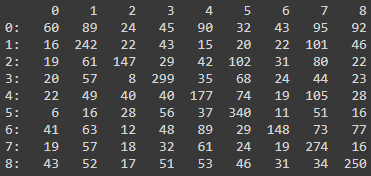 0 1 2 3 4 5 6 7 8
0: 60 89 24 45 90 32 43 95 92
1: 16 242 22 43 15 20 22 101 46
2: 19 61 147 29 42 102 31 80 22
3: 20 57 8 299 35 68 24 44 23
4: 22 49 40 40 177 74 19 105 28
5: 6 16 28 56 37 340 11 51 16
6: 41 63 12 48 89 29 148 73 77
7: 19 57 18 32 61 24 19 274 16
8: 43 52 17 51 53 46 31 34 250